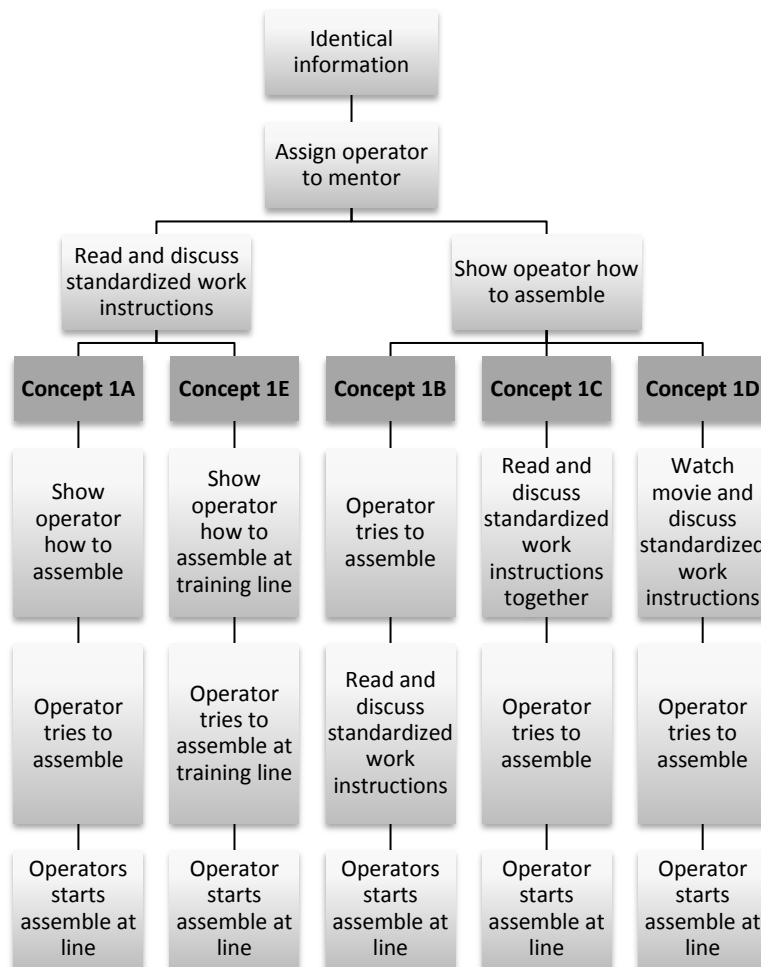 Identical
information
Assign operator
to mentor
Read and discuss
standardized work
instructions
Show opeator how
to assemble
Concept 1A
Concept 1E
Concept 1B
Concept 1C
Concept 1D
Show
operator
how to
assemble
Show
operator
how to
assemble at
training line
Operator
tries to
assemble
Read and
discuss
standardized
work
instructions
together
Watch
movie and
discuss
standardized
work
instructions
Operator
tries to
assemble
Operator
tries to
assemble at
training line
Read and
discuss
standardized
work
instructions
Operator
tries to
assemble
Operator
tries to
assemble
Operators
starts
assemble at
line
Operator
starts
assemble at
line
Operators
starts
assemble at
line
Operator
starts
assemble at
line
Operator
starts
assemble at
line